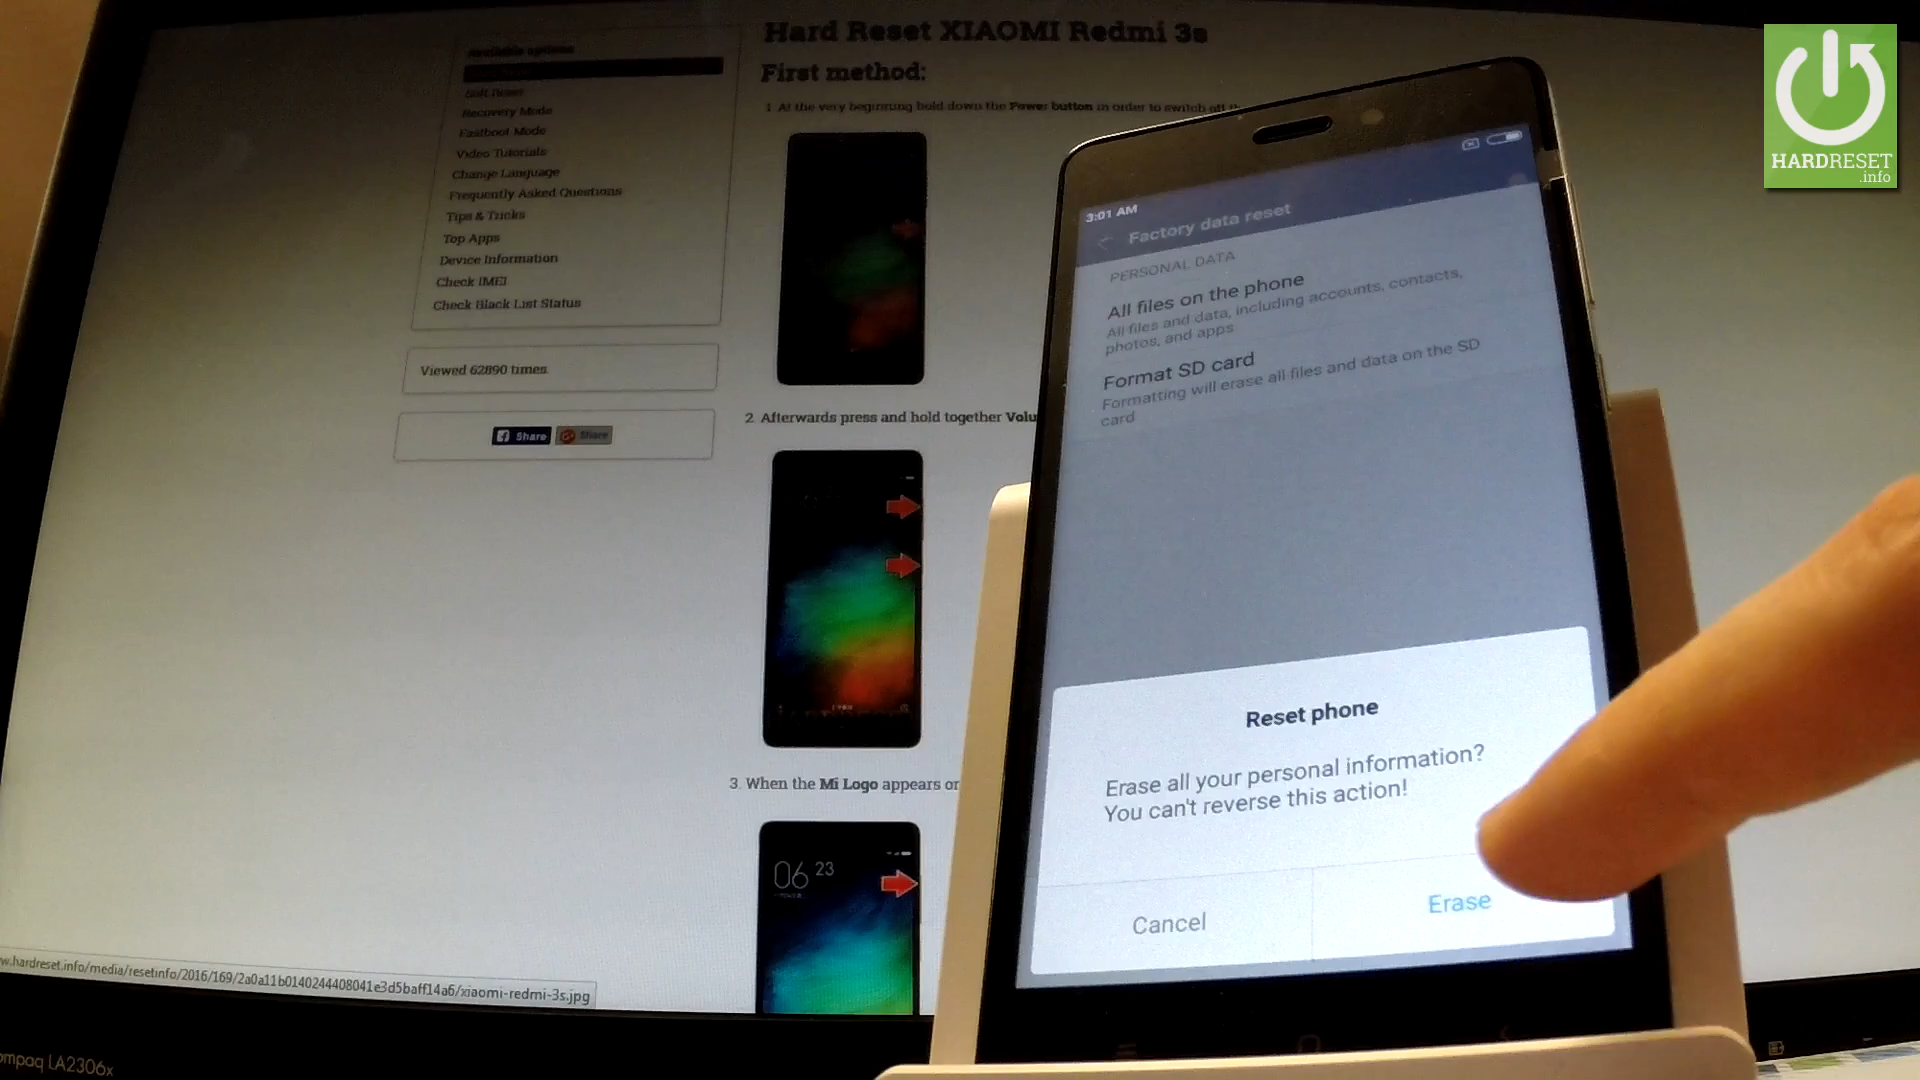 Hard Reset XIAOMI Redmi 3s
First method:
1 At the very beginning hold down the Power button in order to switch off
Available options
Soft Reset
Recovery Mode
Fastboot Mode
Video Tutorials
Change Language
Frequently Asked Questions
Tips & Tricks
Top Apps
Device Information
Check IMEI
Check Black List Status
Viewed 62890 times
Share
Share
2. Afterwards press and hold together Volu
3. When the Mi Logo appears or
06 23
w.hardreset.info/media/resetinfo/2016/169/2a0a11b0140244408041e3d5baff14a6/xiaomi-redmi-3s.jpg
ompaq LA2306x
3:01 AM
Factory data reset
PERSONAL DATA
All files on the phone
All files and data, including accounts, contacts,
photos, and apps
Format SD card
Formatting will erase all files and data on the SD
card
Reset phone
Erase all your personal information?
You can't reverse this action!
Cancel
Erase
HARDRESET
.info